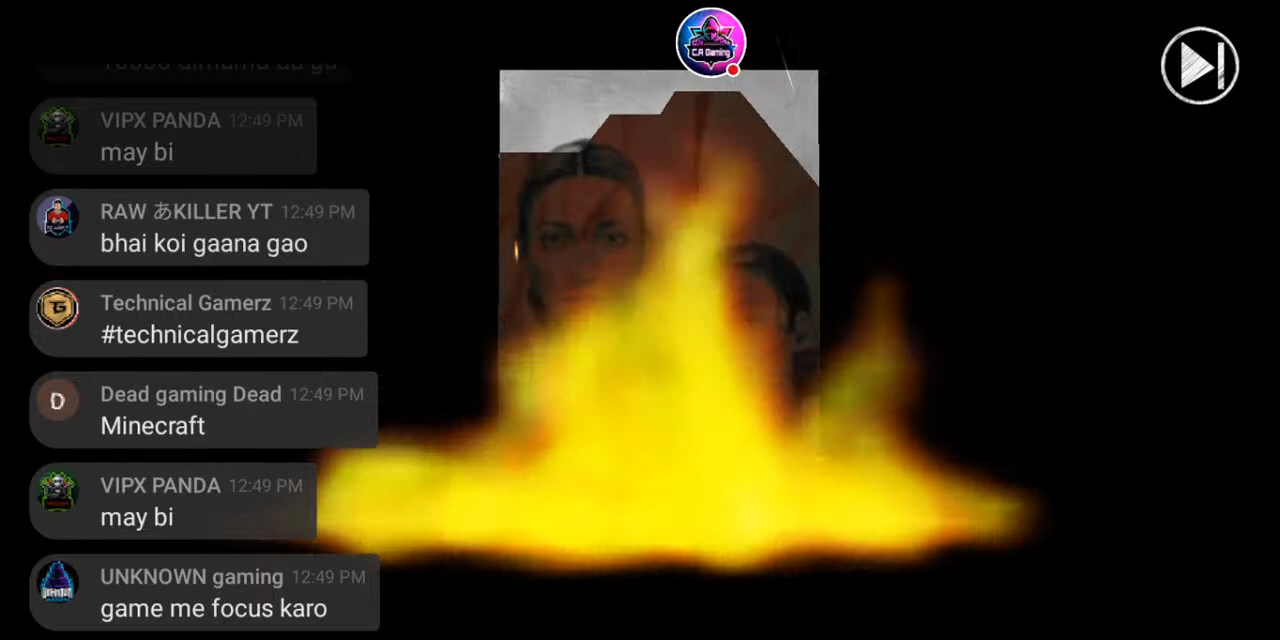 C.A Gaming
VIPX PANDA 12:49 PM
may bi
RAW あKILLER YT 12:49 PM
bhai koi gaana gao
Technical Gamerz 12:49 PM
#technicalgamerz
Dead gaming Dead 12:49 PM
D
Minecraft
VIPX PANDA 12:49 PM
may bi
UNKNOWN gaming 12:49 PM
game me focus karo